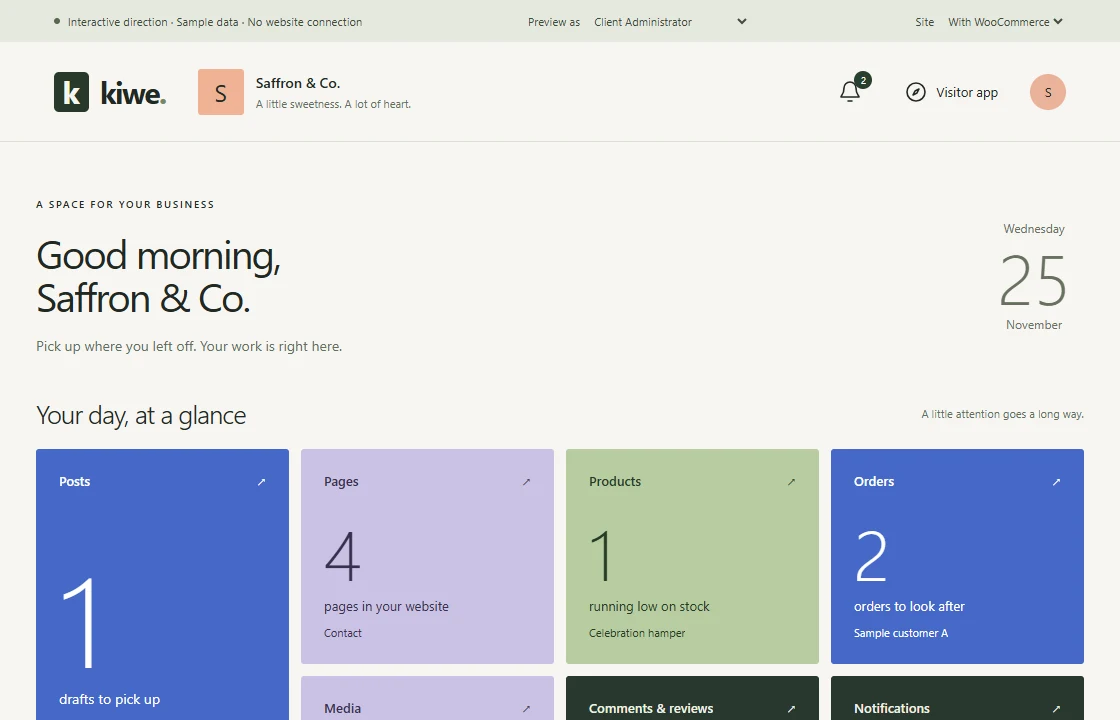 Interactive direction · Sample data · No website connection
Preview as Client Administrator
Site With WooCommerce
k kiwe.
S
Saffron & Co.
A little sweetness. A lot of heart.
2
Visitor app
S
A SPACE FOR YOUR BUSINESS
Good morning,
Saffron & Co.
Pick up where you left off. Your work is right here.
Wednesday
25
November
Your day, at a glance
A little attention goes a long way.
Posts ↗
1
drafts to pick up
Pages ↗
4
pages in your website
Contact
Products ↗
1
running low on stock
Celebration hamper
Orders ↗
2
orders to look after
Sample customer A
Media ↗
Comments & reviews ↗
Notifications ↗